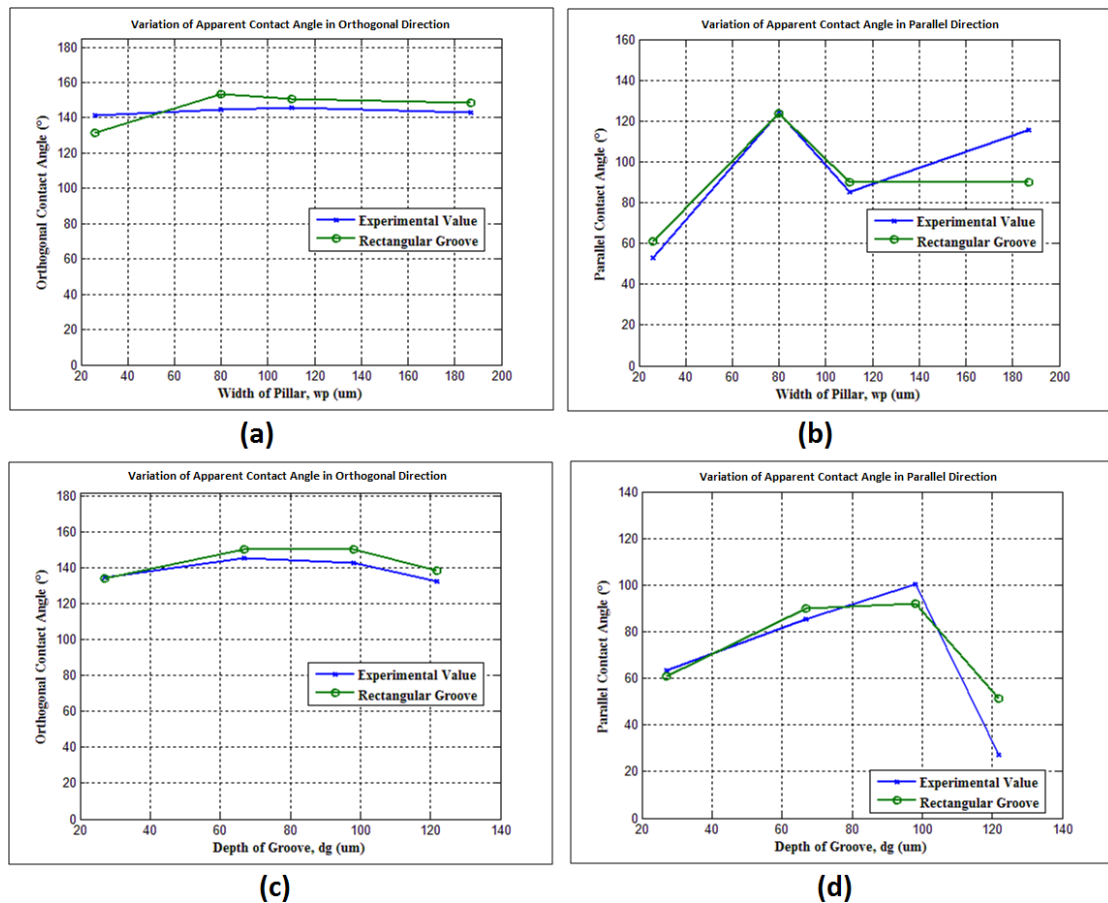 Variation of Apparent Contact Angle in Orthogonal Direction
180
160
140
120
100
80
60
40
20
0
Orthogonal Contact Angle (°)
Experimental Value
Rectangular Groove
20 40 60 80 100 120 140 160 180 200
Width of Pillar, wp (um)
(a)
Variation of Apparent Contact Angle in Parallel Direction
160
140
120
100
80
60
40
20
0
Parallel Contact Angle (°)
Experimental Value
Rectangular Groove
20 40 60 80 100 120 140 160 180 200
Width of Pillar, wp (um)
(b)
Variation of Apparent Contact Angle in Orthogonal Direction
180
160
140
120
100
80
60
40
20
0
Orthogonal Contact Angle (°)
Experimental Value
Rectangular Groove
20 40 60 80 100 120 140
Depth of Groove, dg (um)
(c)
Variation of Apparent Contact Angle in Parallel Direction
140
120
100
80
60
40
20
0
Parallel Contact Angle (°)
Experimental Value
Rectangular Groove
20 40 60 80 100 120 140
Depth of Groove, dg (um)
(d)